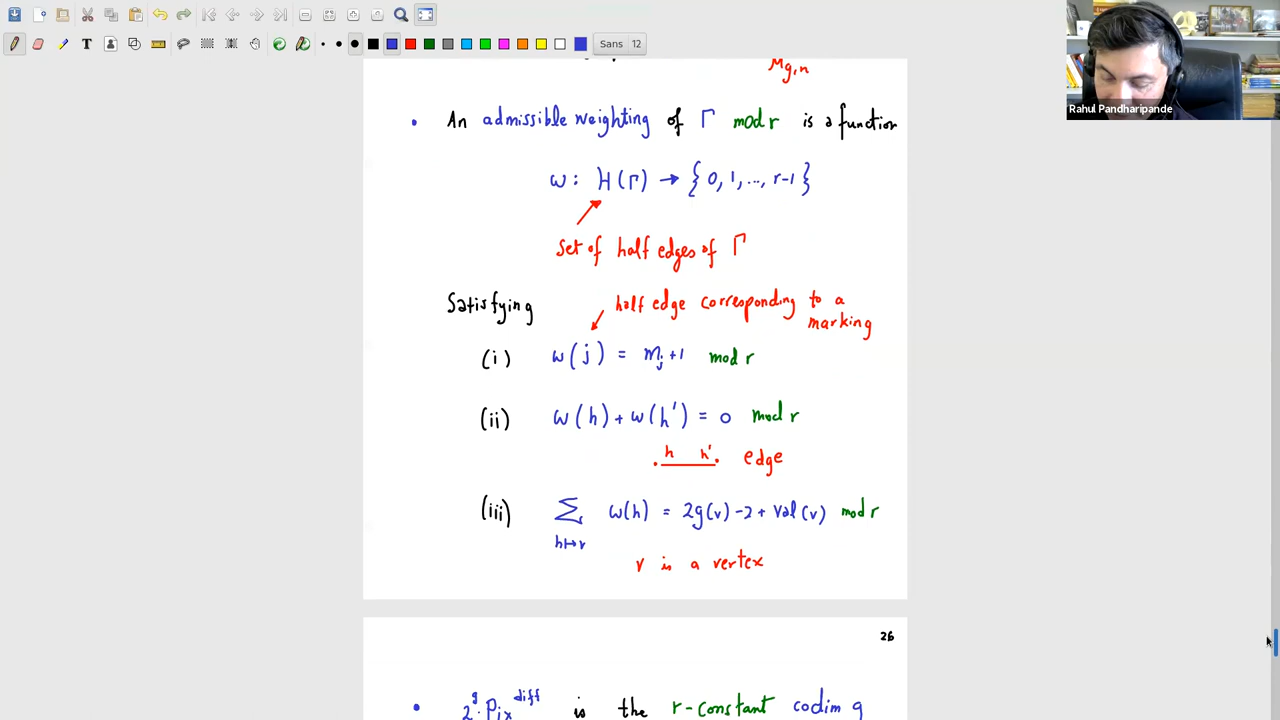 Sans 12
Rahul Pandharipande
M̄g,n
• An admissible weighting of Γ mod r is a function
w : H(Γ) → { 0, 1, ..., r-1 }
Set of half edges of Γ
Satisfying
half edge corresponding to a
marking
(i) w(j) = mj+1 mod r
(ii) w(h) + w(h') = 0 mod r
h h' edge
(iii) Σ w(h) = 2g(v) -2 + val(v) mod r
h↦v
v is a vertex
26
• 2^g · Pix^diff is the r-constant codim g